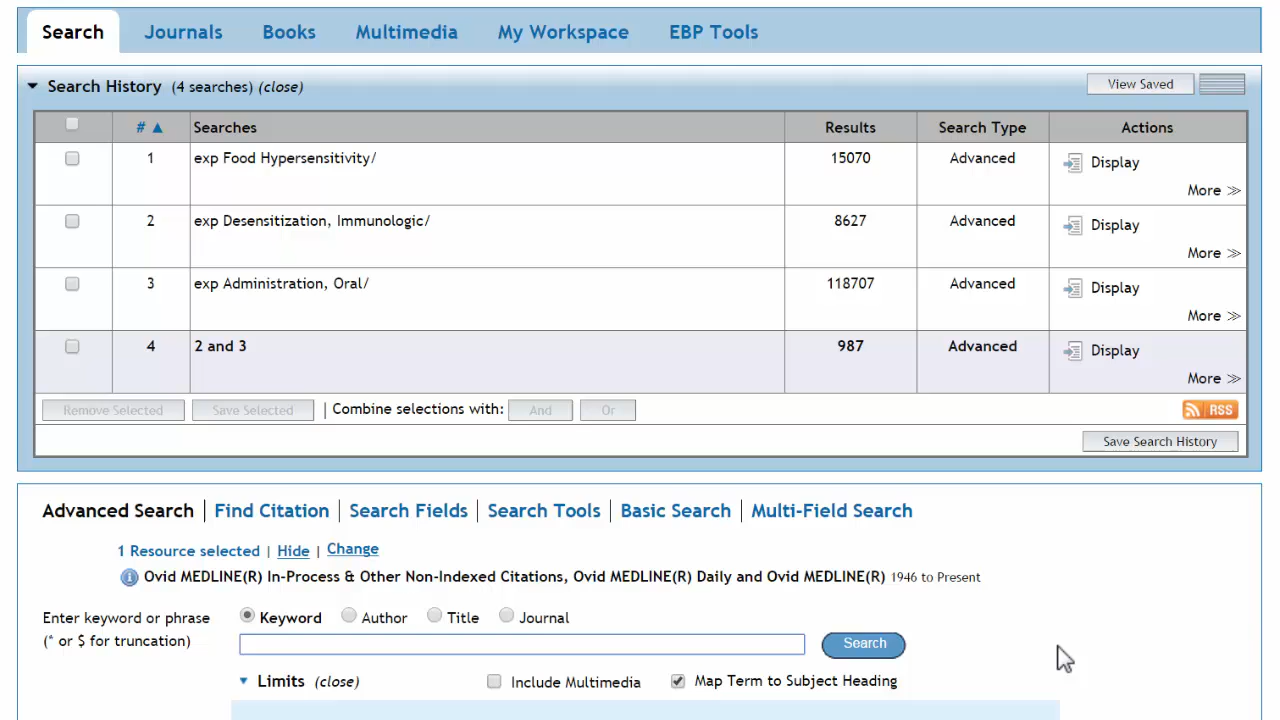 Search Journals Books Multimedia My Workspace EBP Tools
Search History (4 searches) (close) View Saved
# ▲ Searches Results Search Type Actions
1 exp Food Hypersensitivity/ 15070 Advanced Display
More ≫
2 exp Desensitization, Immunologic/ 8627 Advanced Display
More ≫
3 exp Administration, Oral/ 118707 Advanced Display
More ≫
4 2 and 3 987 Advanced Display
More ≫
Remove Selected Save Selected | Combine selections with: And Or RSS
Save Search History
Advanced Search | Find Citation | Search Fields | Search Tools | Basic Search | Multi-Field Search
1 Resource selected | Hide | Change
Ovid MEDLINE(R) In-Process & Other Non-Indexed Citations, Ovid MEDLINE(R) Daily and Ovid MEDLINE(R) 1946 to Present
Enter keyword or phrase Keyword Author Title Journal
(* or $ for truncation) Search
Limits (close) Include Multimedia Map Term to Subject Heading